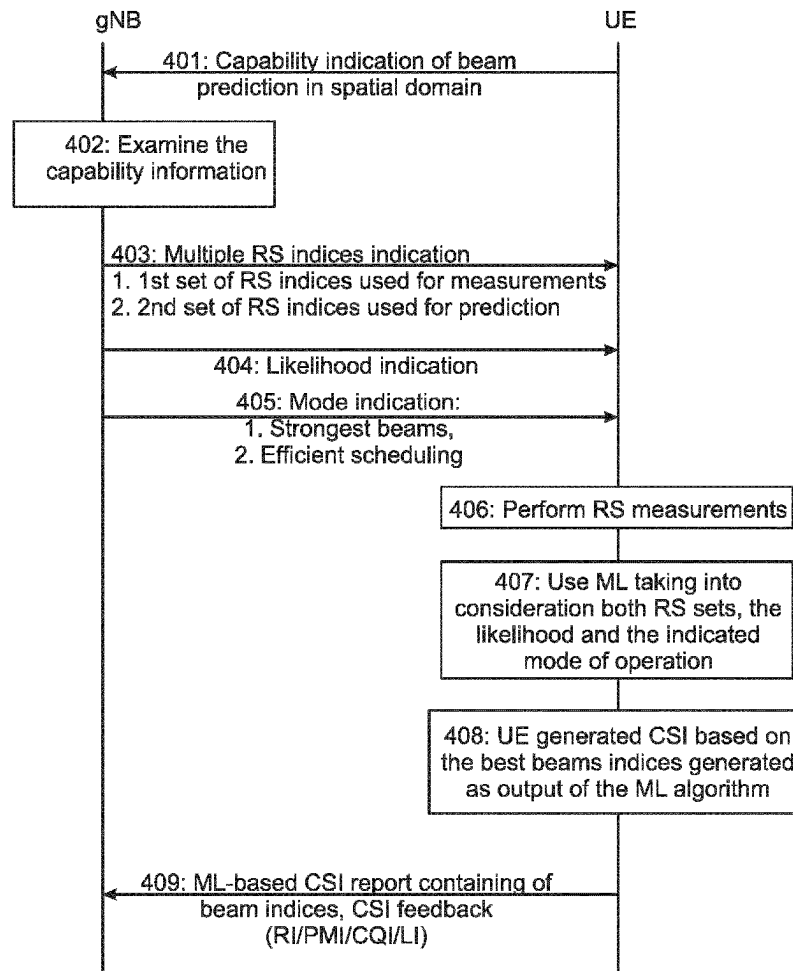 gNB
UE
401: Capability indication of beam
prediction in spatial domain
402: Examine the
capability information
403: Multiple RS indices indication
1. 1st set of RS indices used for measurements
2. 2nd set of RS indices used for prediction
404: Likelihood indication
405: Mode indication:
1. Strongest beams,
2. Efficient scheduling
406: Perform RS measurements
407: Use ML taking into
consideration both RS sets, the
likelihood and the indicated
mode of operation
408: UE generated CSI based on
the best beams indices generated
as output of the ML algorithm
409: ML-based CSI report containing of
beam indices, CSI feedback
(RI/PMI/CQI/LI)